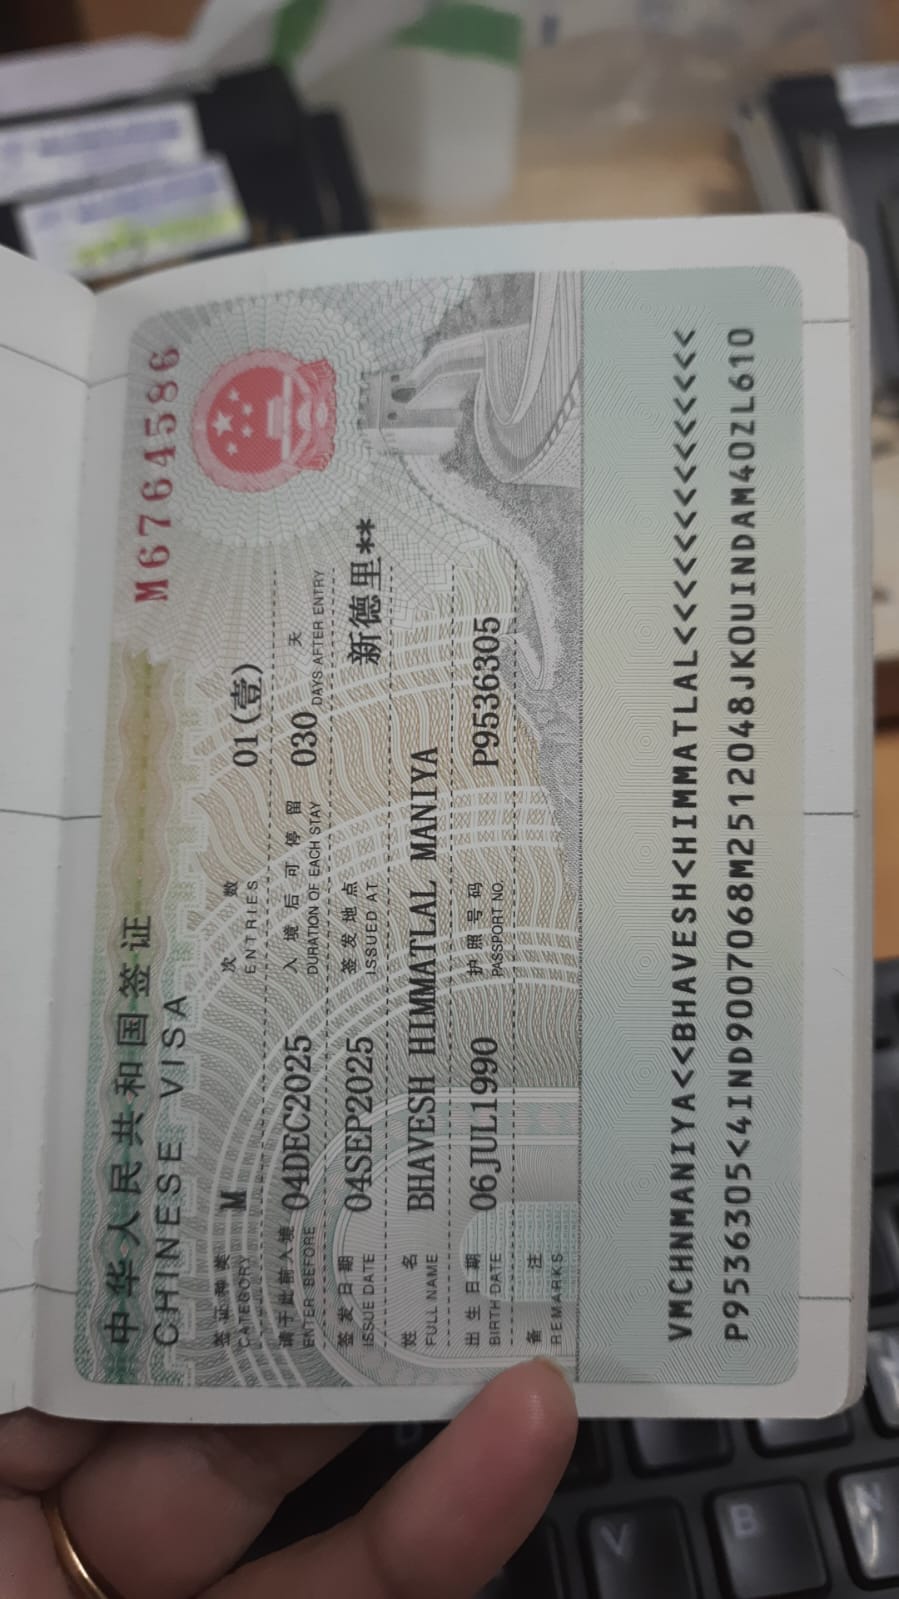 中华人民共和国签证
CHINESE VISA
M6764586
签证种类 M 次数 01(壹)
CATEGORY ENTRIES
请于此前入境 04DEC2025 入境后可停留 030 天
ENTER BEFORE DURATION OF EACH STAY DAYS AFTER ENTRY
签发日期 04SEP2025 签发地点 新德里**
ISSUE DATE ISSUED AT
姓名 BHAVESH HIMMATLAL MANIYA
FULL NAME
出生日期 06JUL1990 护照号码 P9536305
BIRTH DATE PASSPORT NO.
备注
REMARKS
VMCHNMANIYA<<BHAVESH<HIMMATLAL<<<<<<<<<<<<<<
P9536305<4IND9007068M2512048JKOUINDAM40ZL610
V
B
N